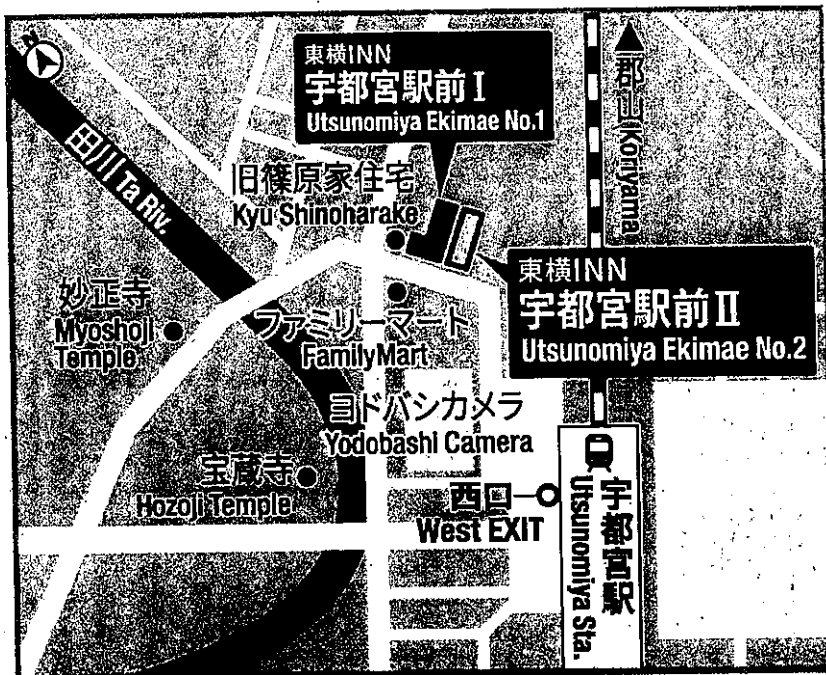 N
東横INN
宇都宮駅前Ⅰ
Utsunomiya Ekimae No.1
郡山 Koriyama
田川 Ta Riv.
旧篠原家住宅
Kyu Shinoharake
東横INN
宇都宮駅前Ⅱ
Utsunomiya Ekimae No.2
妙正寺
Myoshoji
Temple
ファミリーマート
FamilyMart
ヨドバシカメラ
Yodobashi Camera
宝蔵寺
Hozoji Temple
西口
West EXIT
宇都宮駅
Utsunomiya Sta.